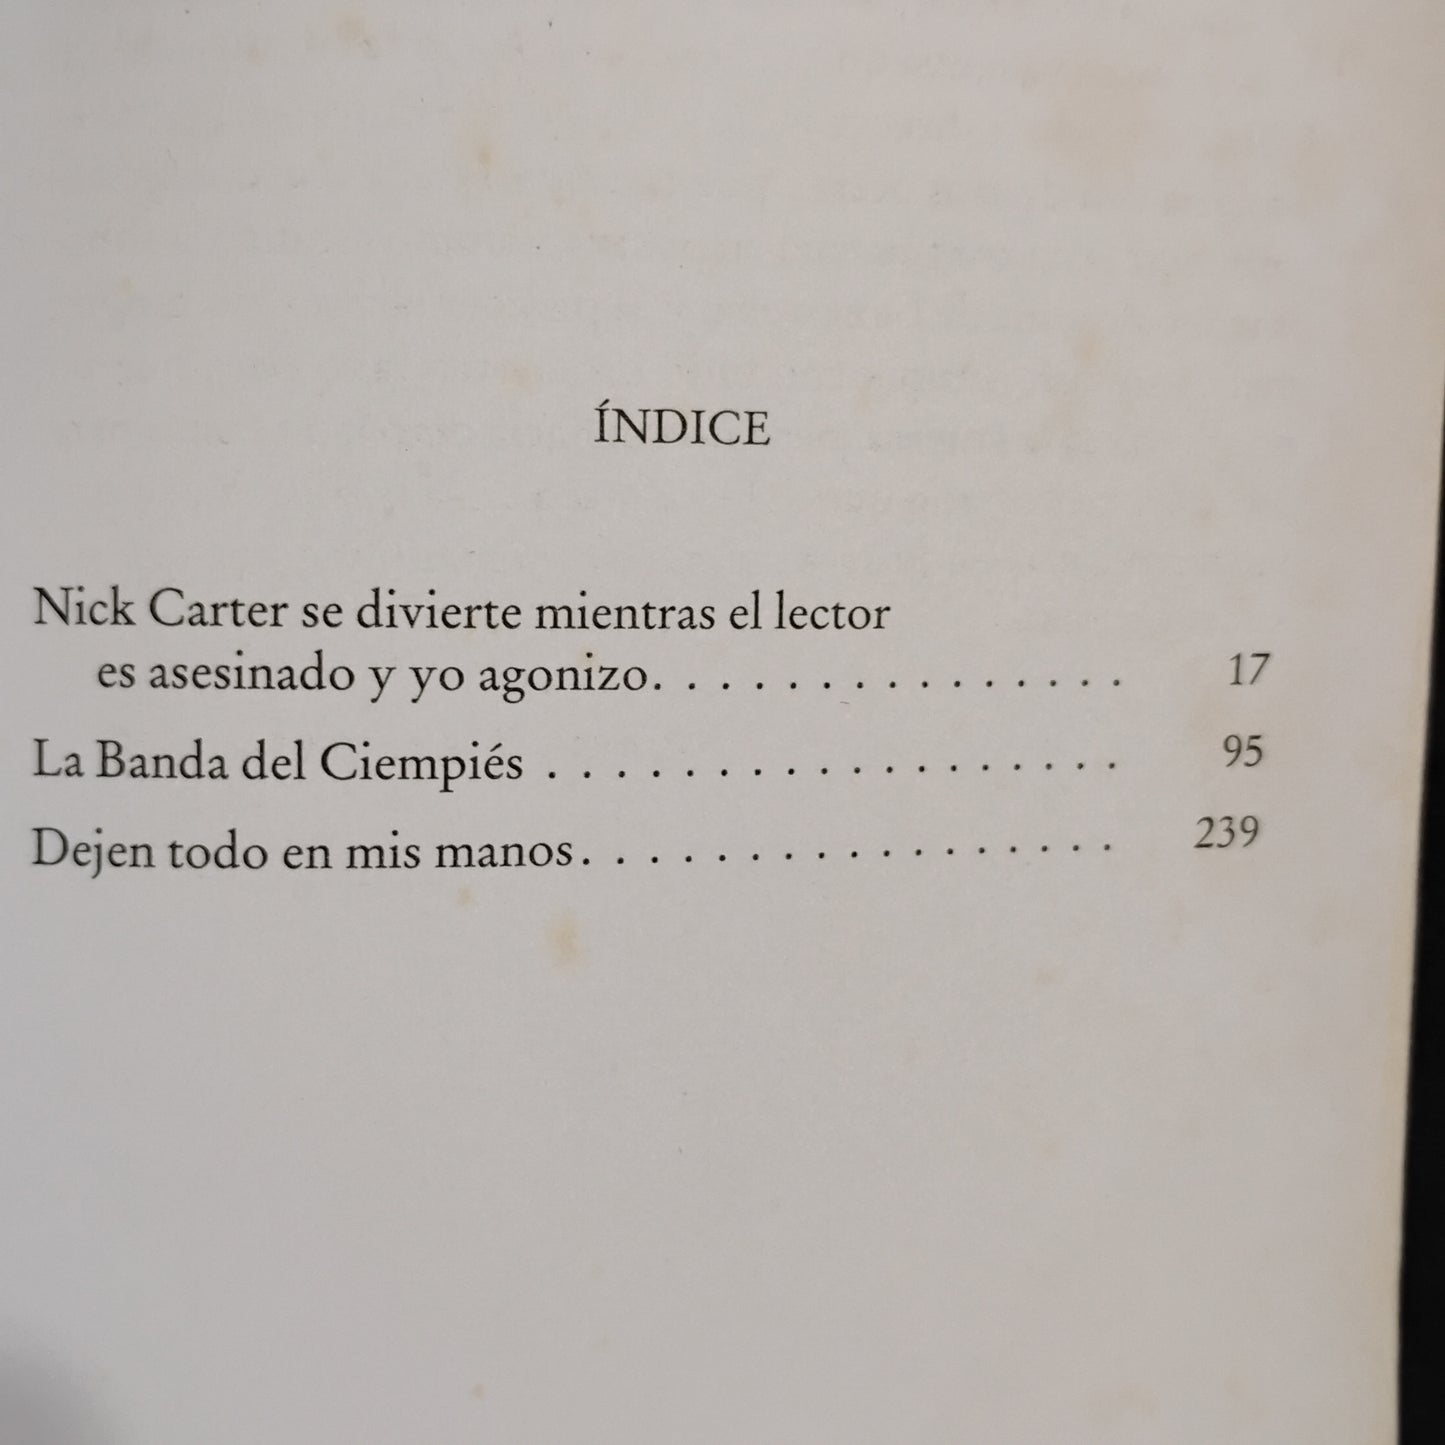 ÍNDICE
Nick Carter se divierte mientras el lector
es asesinado y yo agonizo. . . . . . . . . . . . . . . 17
La Banda del Ciempiés . . . . . . . . . . . . . . . . . 95
Dejen todo en mis manos. . . . . . . . . . . . . . . . 239